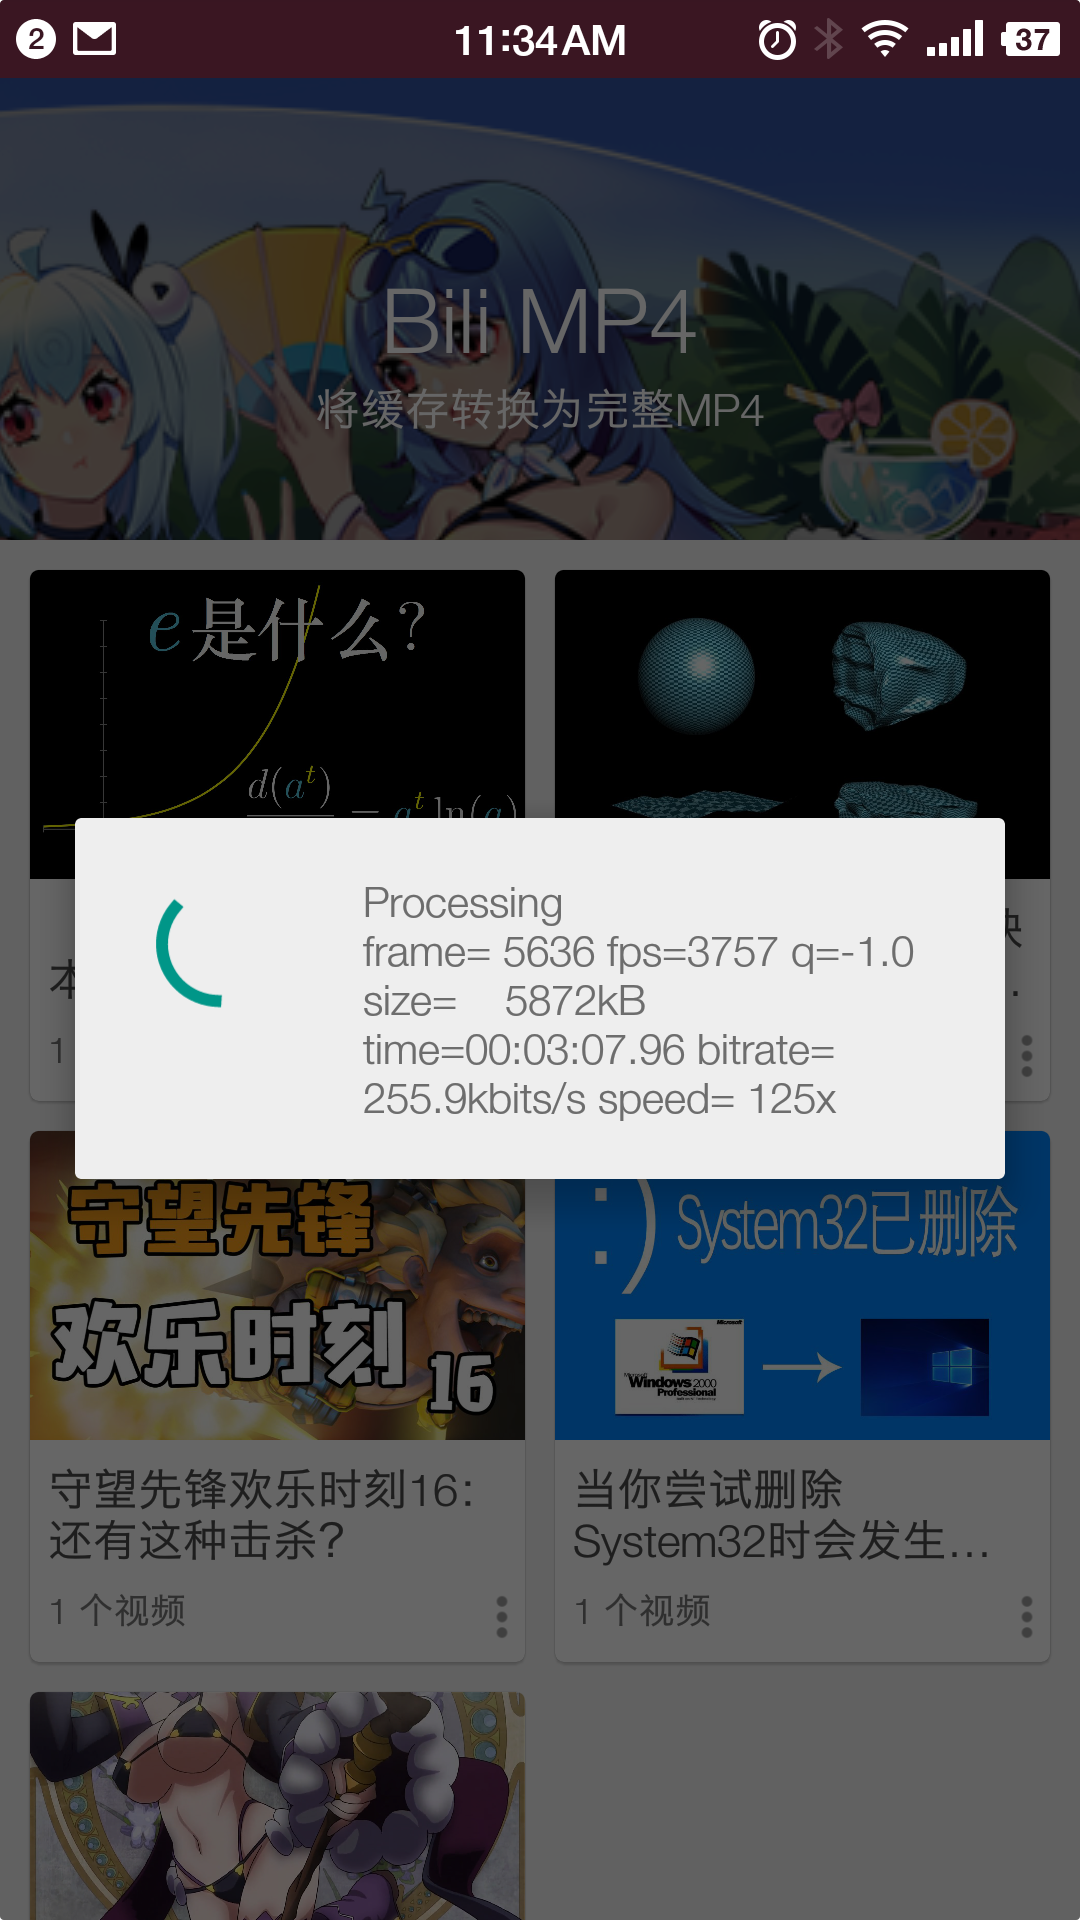 2
11:34 AM
37
Bili MP4
将缓存转换为完整MP4
e 是什么?
d(a^t)
= a^t ln(a)
Processing
frame= 5636 fps=3757 q=-1.0
size=    5872kB
time=00:03:07.96 bitrate=
255.9kbits/s speed= 125x
本
1
守望先锋
欢乐时刻
16
:) System32已删除
Microsoft
Windows 2000
Professional
守望先锋欢乐时刻16:
还有这种击杀?
1 个视频
当你尝试删除
System32时会发生…
1 个视频